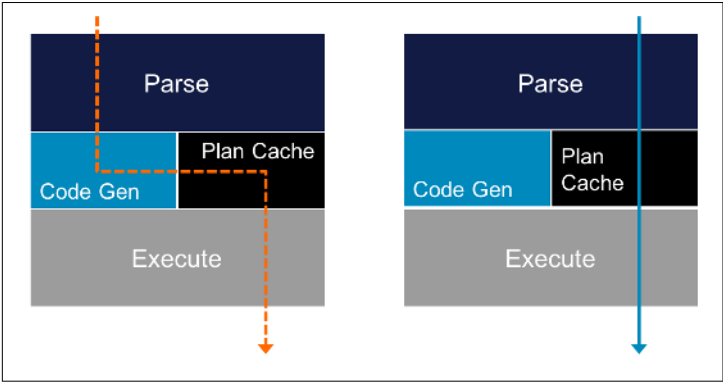 Parse
Plan Cache
Code Gen
Execute
Parse
Plan
Cache
Code Gen
Execute